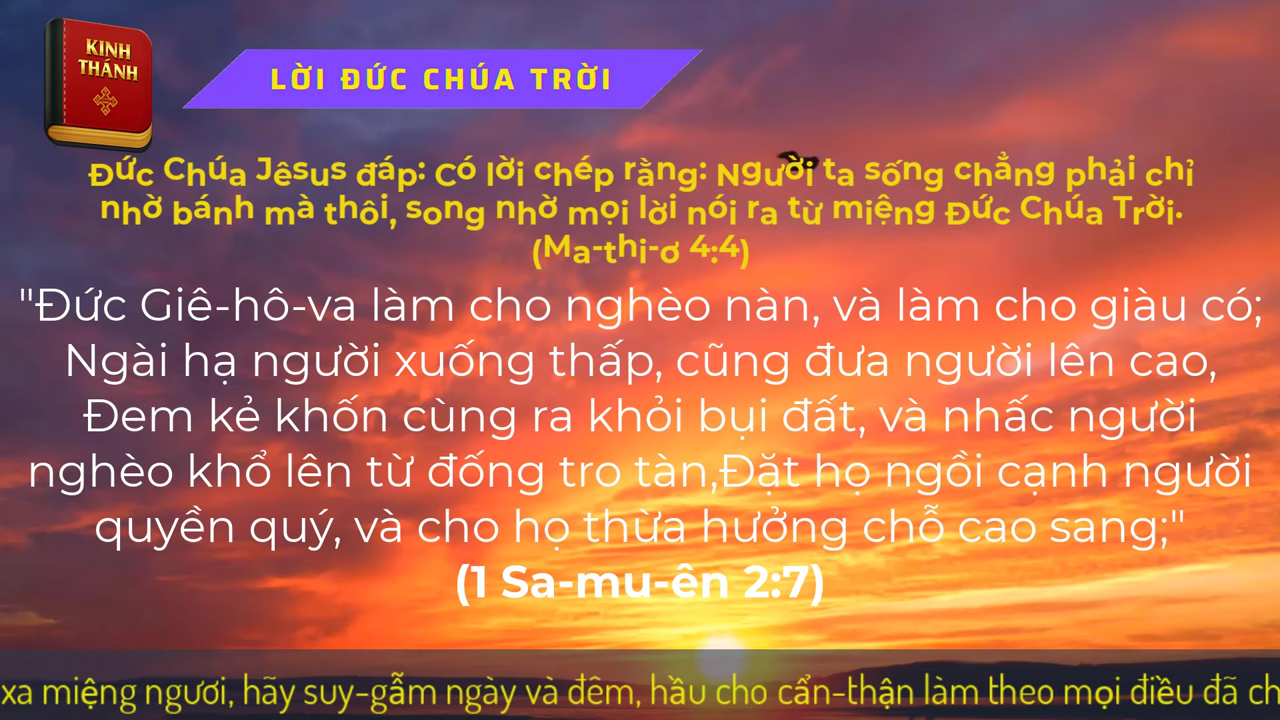 KINH
THÁNH
LỜI ĐỨC CHÚA TRỜI
Đức Chúa Jêsus đáp: Có lời chép rằng: Người ta sống chẳng phải chỉ
nhờ bánh mà thôi, song nhờ mọi lời nói ra từ miệng Đức Chúa Trời.
(Ma-thi-ơ 4:4)
"Đức Giê-hô-va làm cho nghèo nàn, và làm cho giàu có;
Ngài hạ người xuống thấp, cũng đưa người lên cao,
Đem kẻ khốn cùng ra khỏi bụi đất, và nhấc người
nghèo khổ lên từ đống tro tàn,Đặt họ ngồi cạnh người
quyền quý, và cho họ thừa hưởng chỗ cao sang;"
(1 Sa-mu-ên 2:7)
xa miệng ngươi, hãy suy-gẫm ngày và đêm, hầu cho cẩn-thận làm theo mọi điều đã ch